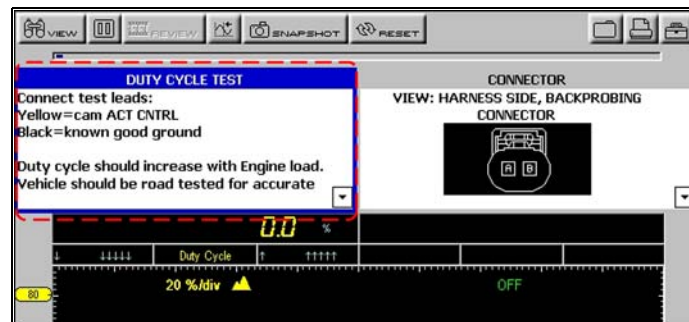 VIEW
REVIEW
SNAPSHOT
RESET
DUTY CYCLE TEST
Connect test leads:
Yellow=cam ACT CNTRL
Black=known good ground
Duty cycle should increase with Engine load.
Vehicle should be road tested for accurate
CONNECTOR
VIEW: HARNESS SIDE, BACKPROBING
CONNECTOR
A B
0.0 %
↓ ↓↓↓↓↓ Duty Cycle ↑ ↑↑↑↑↑
80
20 %/div
OFF